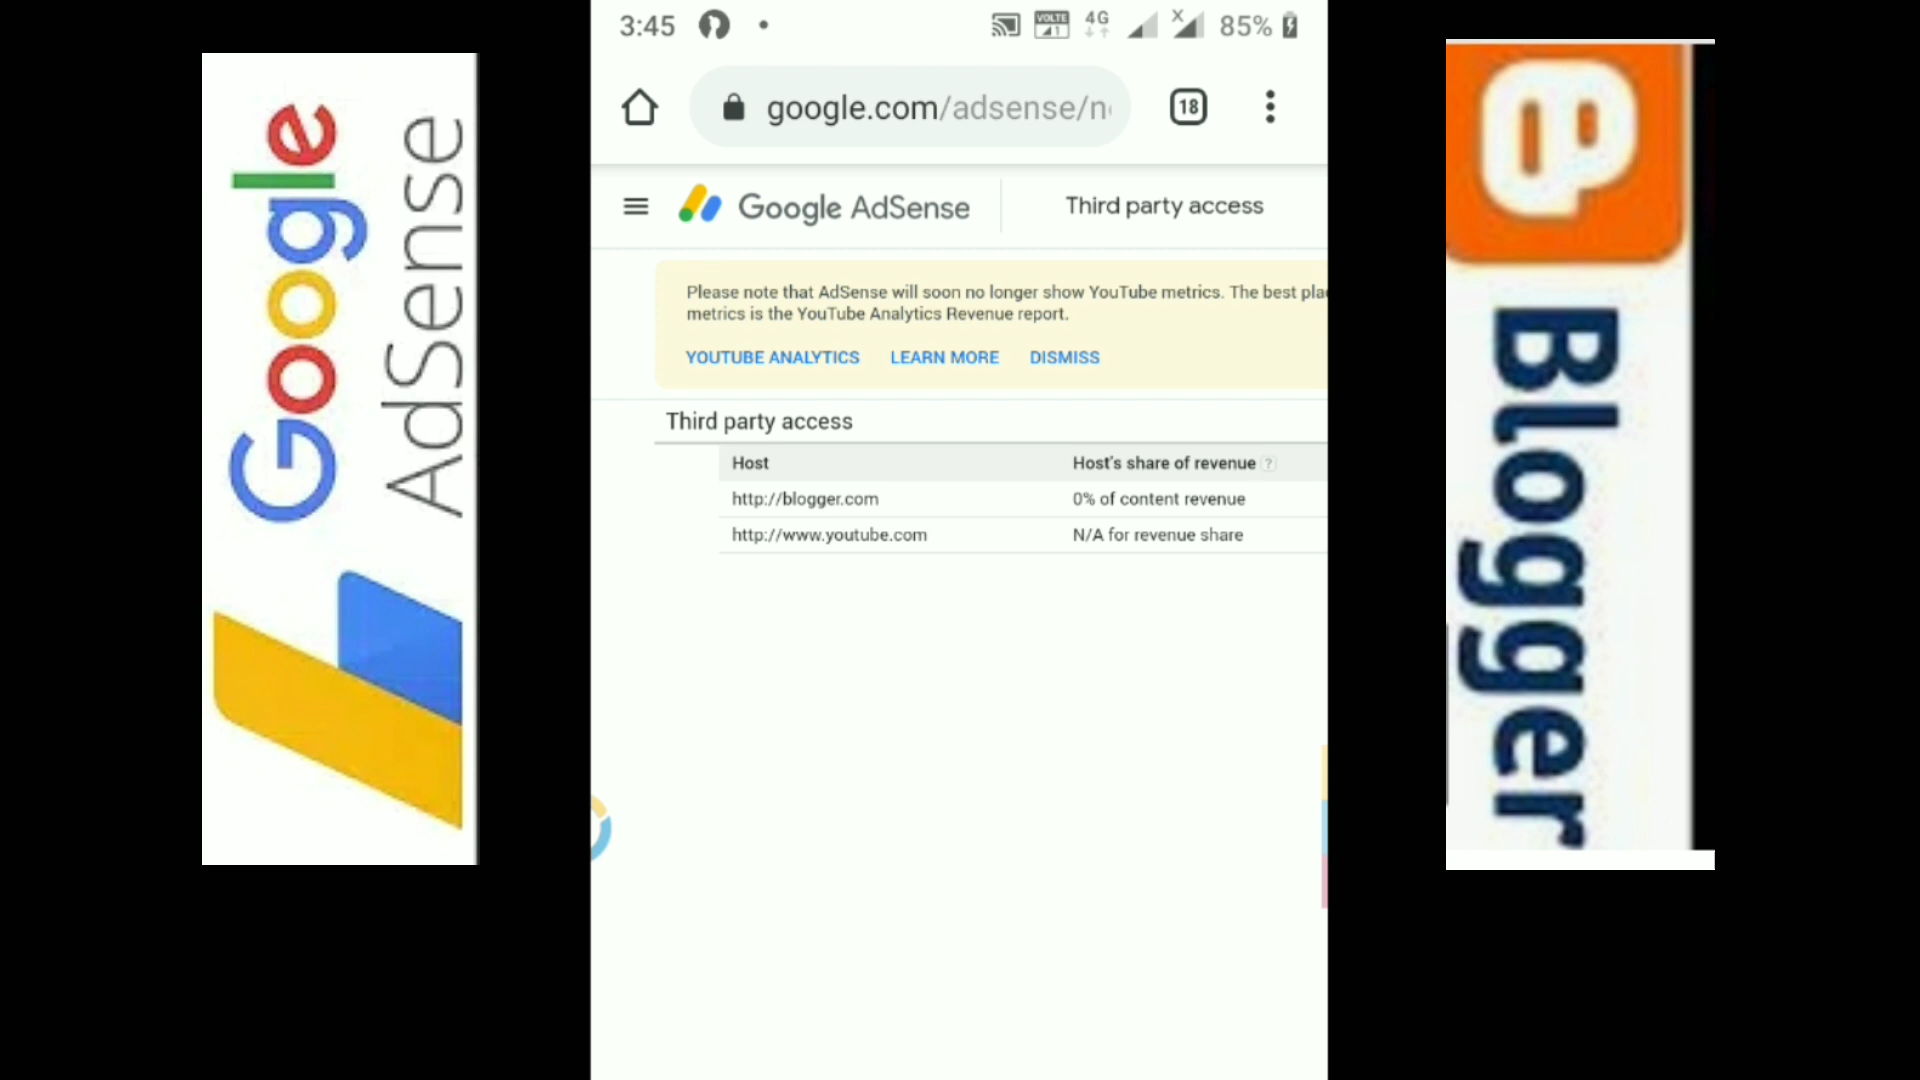 Google
AdSense
3:45
VOLTE
1
4G
X
85%
google.com/adsense/n
18
Google AdSense
Third party access
Please note that AdSense will soon no longer show YouTube metrics. The best pla
metrics is the YouTube Analytics Revenue report.
YOUTUBE ANALYTICS LEARN MORE DISMISS
Third party access
Host Host's share of revenue ?
http://blogger.com 0% of content revenue
http://www.youtube.com N/A for revenue share
Blogger